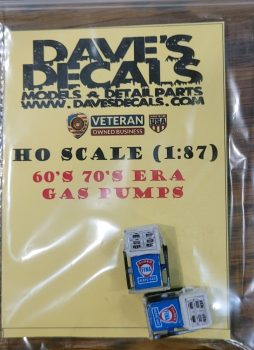 DAVE'S
DECALS
MODELS & DETAIL PARTS
WWW.DAVESDECALS.COM
VETERAN
OWNED BUSINESS
USA
HO SCALE (1:87)
60'S 70'S ERA
GAS PUMPS